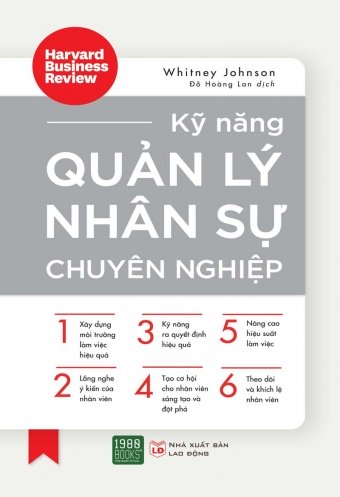 Harvard
Business
Review
Whitney Johnson
Đỗ Hoàng Lan dịch
Kỹ năng
QUẢN LÝ
NHÂN SỰ
CHUYÊN NGHIỆP
1 Xây dựng
môi trường
làm việc
hiệu quả
2 Lắng nghe
ý kiến của
nhân viên
3 Kỹ năng
ra quyết định
hiệu quả
4 Tạo cơ hội
cho nhân viên
sáng tạo và
đột phá
5 Nâng cao
hiệu suất
làm việc
6 Theo dõi
và khích lệ
nhân viên
1980
BOOKS
LĐ
NHÀ XUẤT BẢN
LAO ĐỘNG